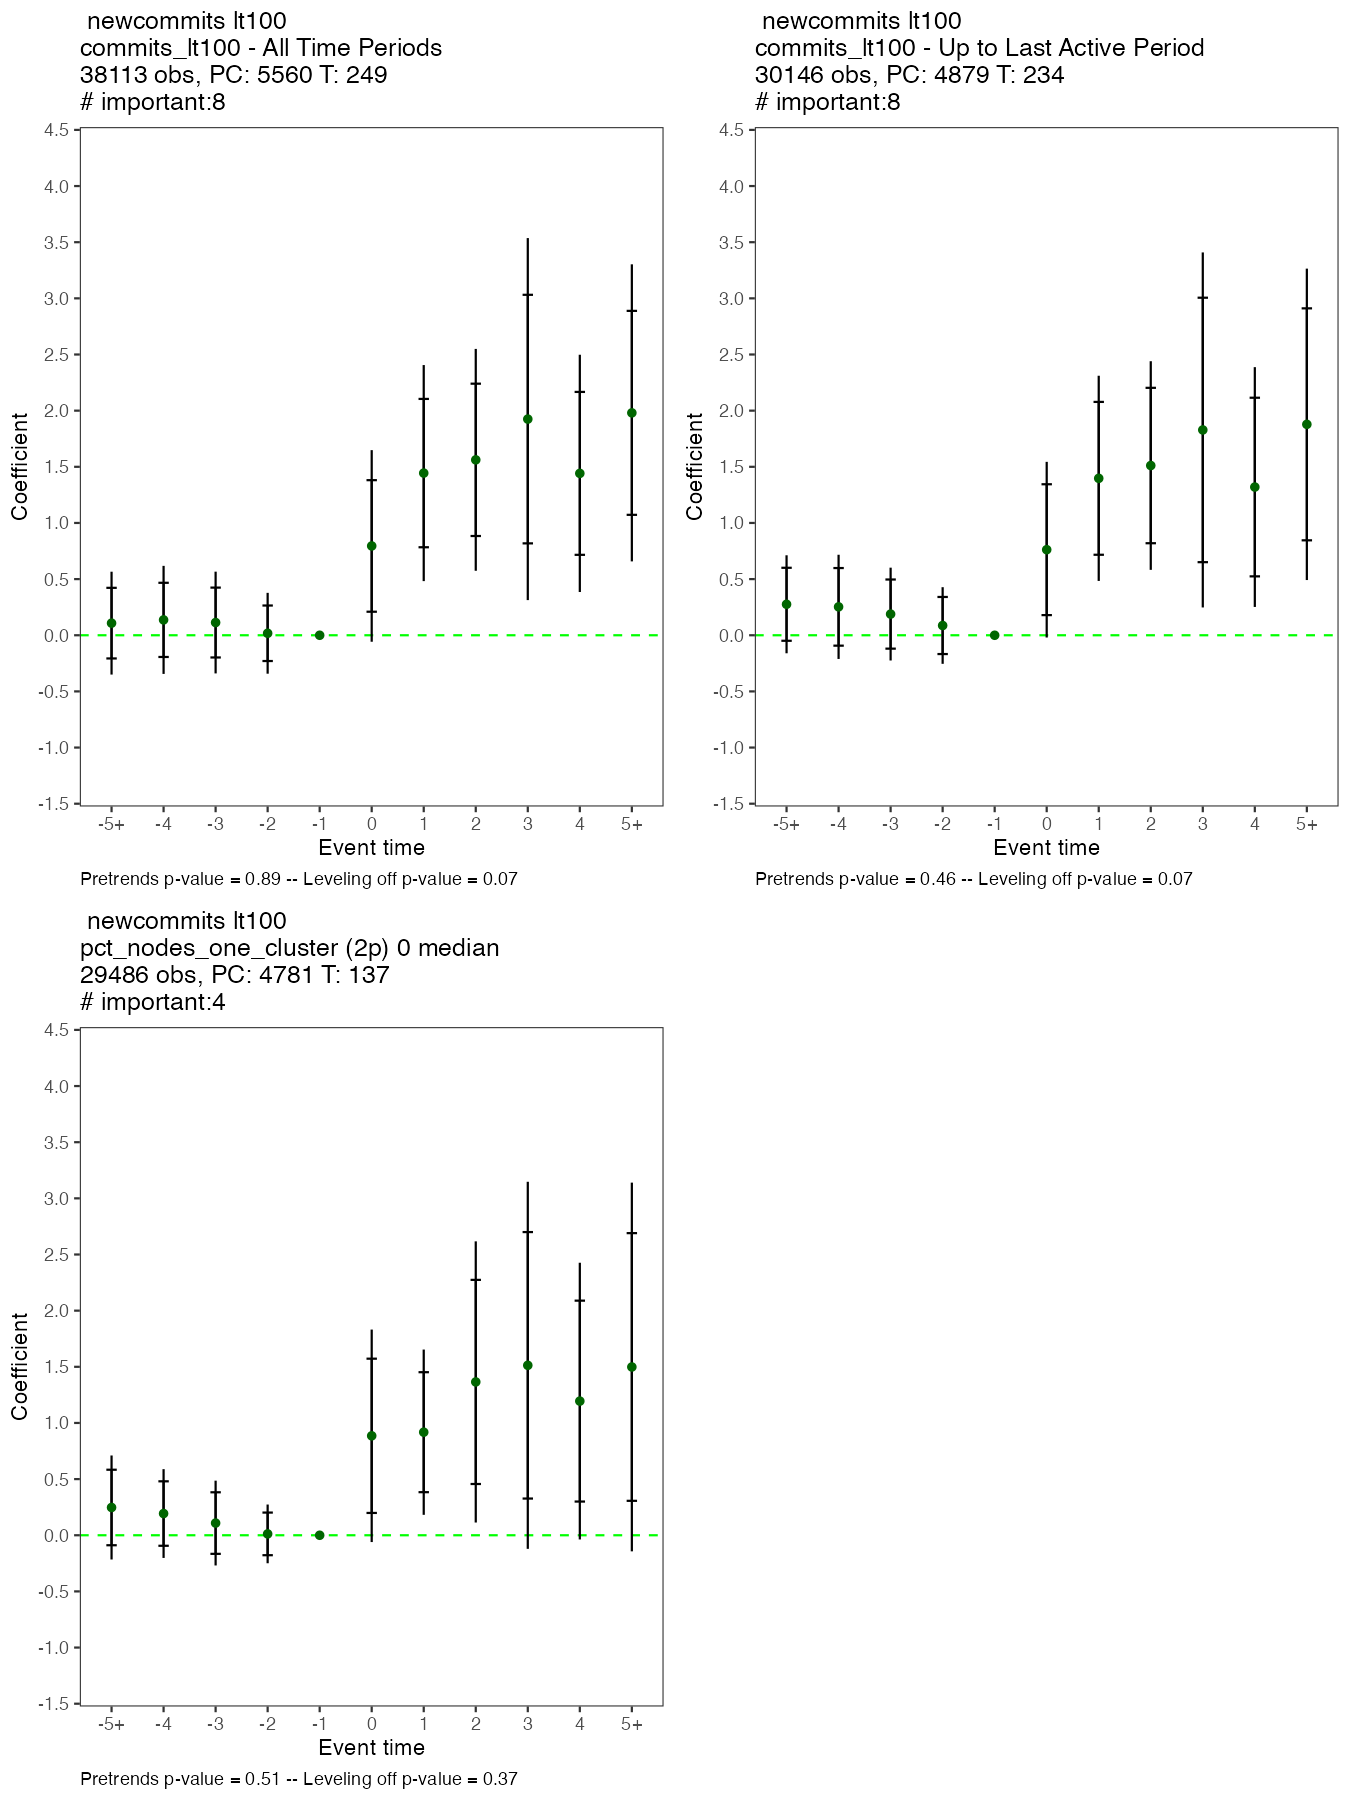 newcommits lt100
commits_lt100 - All Time Periods
38113 obs, PC: 5560 T: 249
# important:8
4.5
4.0
3.5
3.0
2.5
2.0
1.5
1.0
0.5
0.0
-0.5
-1.0
-1.5
Coefficient
-5+ -4 -3 -2 -1 0 1 2 3 4 5+
Event time
Pretrends p-value = 0.89 -- Leveling off p-value = 0.07
newcommits lt100
commits_lt100 - Up to Last Active Period
30146 obs, PC: 4879 T: 234
# important:8
4.5
4.0
3.5
3.0
2.5
2.0
1.5
1.0
0.5
0.0
-0.5
-1.0
-1.5
Coefficient
-5+ -4 -3 -2 -1 0 1 2 3 4 5+
Event time
Pretrends p-value = 0.46 -- Leveling off p-value = 0.07
newcommits lt100
pct_nodes_one_cluster (2p) 0 median
29486 obs, PC: 4781 T: 137
# important:4
4.5
4.0
3.5
3.0
2.5
2.0
1.5
1.0
0.5
0.0
-0.5
-1.0
-1.5
Coefficient
-5+ -4 -3 -2 -1 0 1 2 3 4 5+
Event time
Pretrends p-value = 0.51 -- Leveling off p-value = 0.37